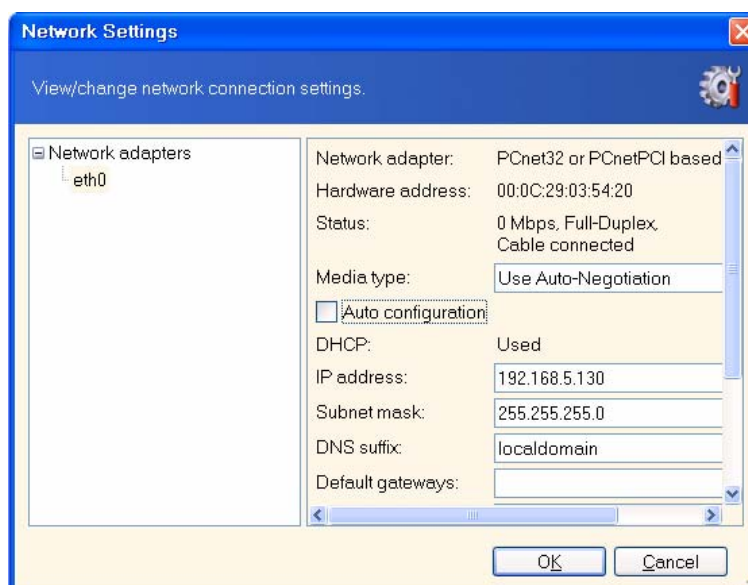 Network Settings
View/change network connection settings.
Network adapters
eth0
Network adapter: PCnet32 or PCnetPCI based
Hardware address: 00:0C:29:03:54:20
Status: 0 Mbps, Full-Duplex,
Cable connected
Media type: Use Auto-Negotiation
Auto configuration
DHCP: Used
IP address: 192.168.5.130
Subnet mask: 255.255.255.0
DNS suffix: localdomain
Default gateways:
OK Cancel